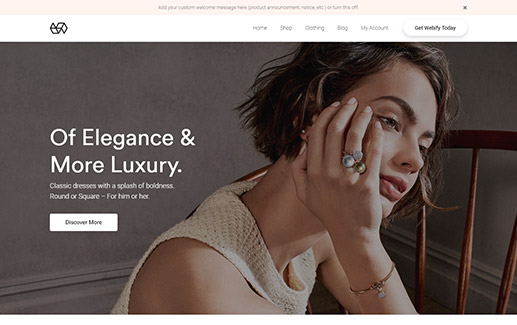 Add your custom welcome message here (product announcement, notice, etc.) or turn this off!
Home Shop Clothing Blog My Account Get Webify Today
Of Elegance &
More Luxury.
Classic dresses with a splash of boldness.
Round or Square – For him or her.
Discover More